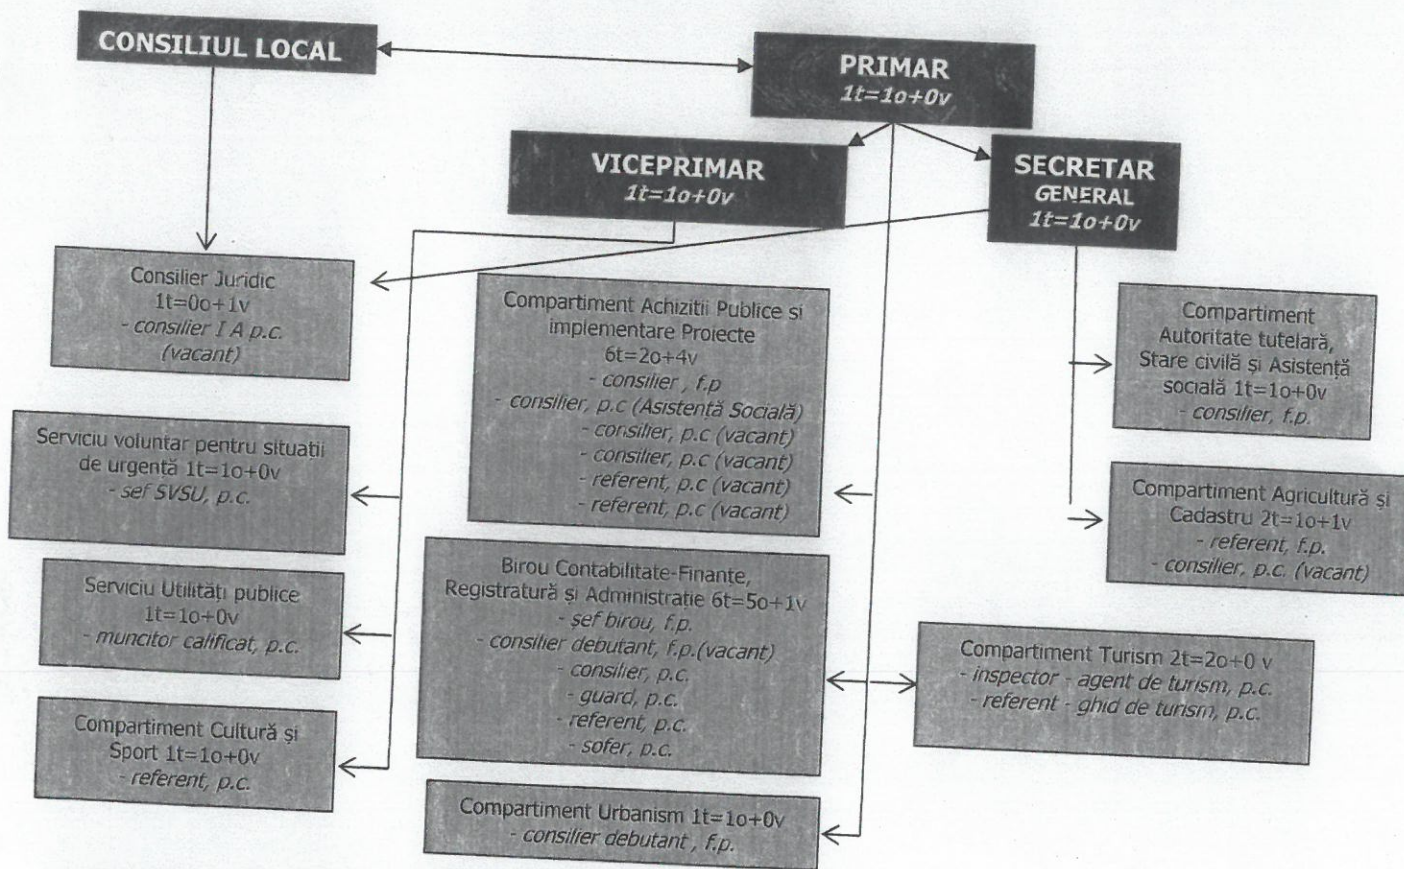 CONSILIUL LOCAL
PRIMAR
1t=1o+0v
VICEPRIMAR
1t=1o+0v
SECRETAR
GENERAL
1t=1o+0v
Consilier Juridic
1t=0o+1v
- consilier I A p.c.
(vacant)
Serviciu voluntar pentru situații
de urgență 1t=1o+0v
- sef SVSU, p.c.
Serviciu Utilități publice
1t=1o+0v
- muncitor calificat, p.c.
Compartiment Cultură și
Sport 1t=1o+0v
- referent, p.c.
Compartiment Achizitii Publice si
implementare Proiecte
6t=2o+4v
- consilier , f.p
- consilier, p.c (Asistentă Socială)
- consilier, p.c (vacant)
- consilier, p.c (vacant)
- referent, p.c (vacant)
- referent, p.c (vacant)
Birou Contabilitate-Finanțe,
Registratură și Administrație 6t=5o+1v
- șef birou, f.p.
- consilier debutant, f.p.(vacant)
- consilier, p.c.
- guard, p.c.
- referent, p.c.
- sofer, p.c.
Compartiment Urbanism 1t=1o+0v
- consilier debutant , f.p.
Compartiment
Autoritate tutelară,
Stare civilă și Asistență
socială 1t=1o+0v
- consilier, f.p.
Compartiment Agricultură și
Cadastru 2t=1o+1v
- referent, f.p.
- consilier, p.c. (vacant)
Compartiment Turism 2t=2o+0 v
- inspector - agent de turism, p.c.
- referent - ghid de turism, p.c.